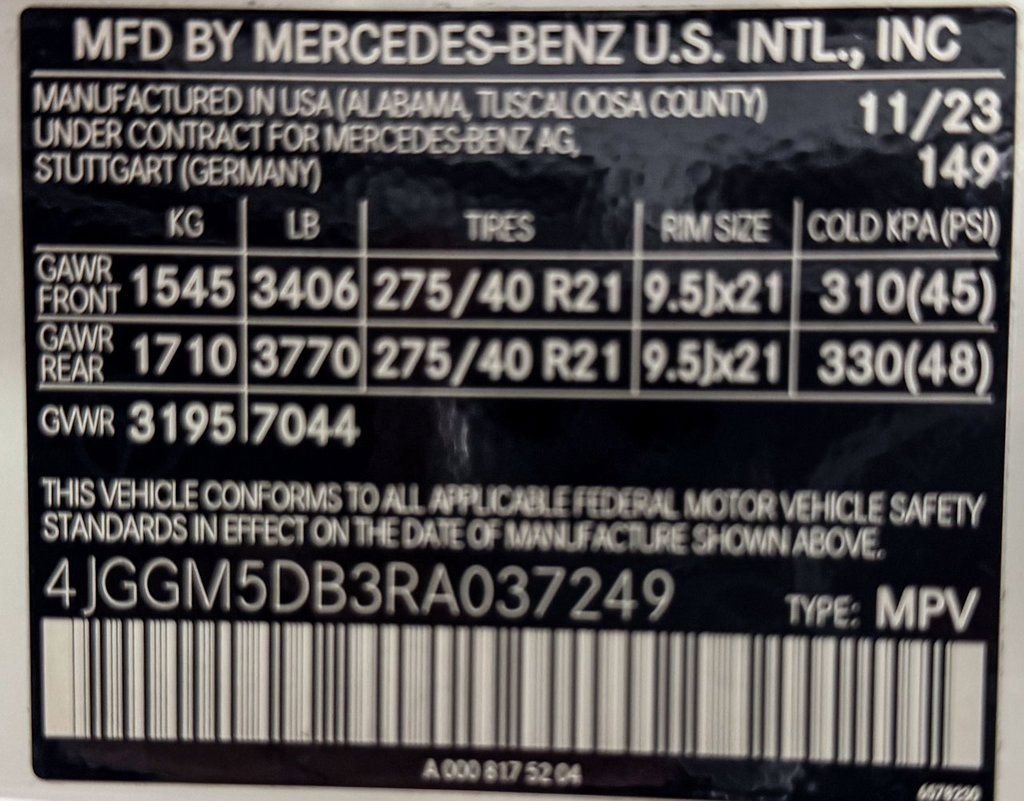 MFD BY MERCEDES-BENZ U.S. INTL., INC
MANUFACTURED IN USA (ALABAMA, TUSCALOOSA COUNTY) 11/23
UNDER CONTRACT FOR MERCEDES-BENZ AG,
STUTTGART (GERMANY) 149
KG LB TIRES RIM SIZE COLD KPA (PSI)
GAWR FRONT 1545 3406 275/40 R21 9.5Jx21 310(45)
GAWR REAR 1710 3770 275/40 R21 9.5Jx21 330(48)
GVWR 3195 7044
THIS VEHICLE CONFORMS TO ALL APPLICABLE FEDERAL MOTOR VEHICLE SAFETY
STANDARDS IN EFFECT ON THE DATE OF MANUFACTURE SHOWN ABOVE.
4JGGM5DB3RA037249 TYPE: MPV
A 000 817 52 04